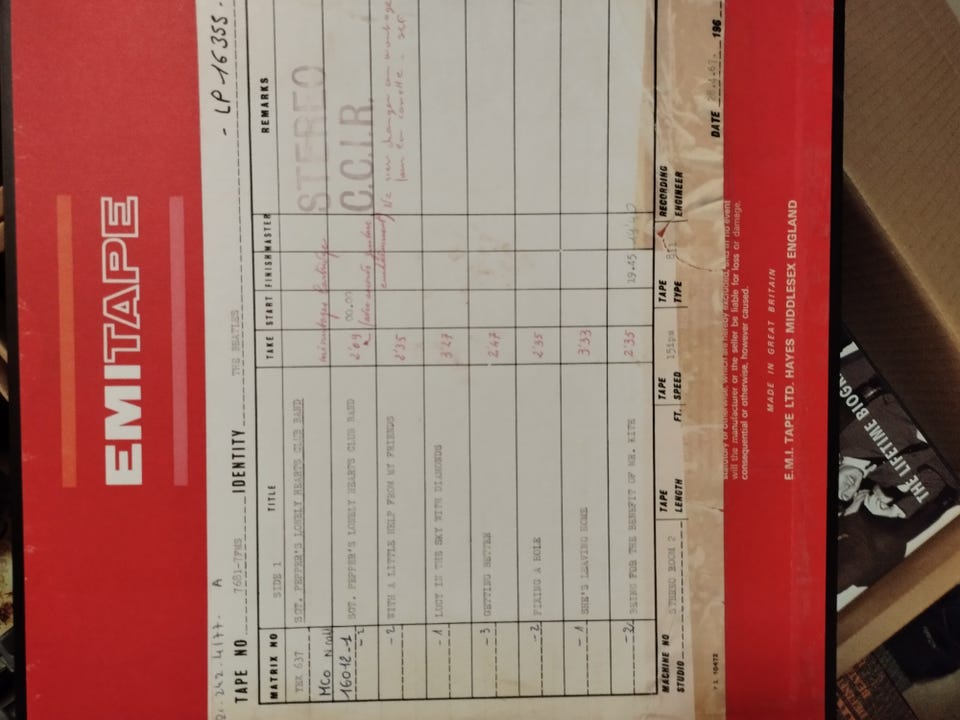 EMITAPE
- LP-16355-
242-4177- A
TAPE NO 7681-7FMS IDENTITY THE BEATLES
MATRIX NO TITLE TAKE START FINISH MASTER REMARKS
SIDE 1
YEX 637 SGT. PEPPER'S LONELY HEARTS CLUB BAND minutage
STEREO
C.C.I.R.
MCo
16012-1 SGT. PEPPER'S LONELY HEARTS CLUB BAND 2'09 00.00
-2 WITH A LITTLE HELP FROM MY FRIENDS 2'35
-1 LUCY IN THE SKY WITH DIAMONDS 3'27
-3 GETTING BETTER 2'47
-2 FIXING A HOLE 2'35
-1 SHE'S LEAVING HOME 3'33
BEING FOR THE BENEFIT OF MR. KITE 2'35 19.45
MACHINE NO
STUDIO STEREO ROOM 2
TAPE LENGTH FT.
TAPE SPEED 15ips
TAPE TYPE 811
RECORDING ENGINEER
DATE 196
will the manufacturer or the seller be liable for loss or damage,
consequential or otherwise, however caused.
MADE IN GREAT BRITAIN
E.M.I. TAPE LTD. HAYES MIDDLESEX ENGLAND
THE LIFETIME